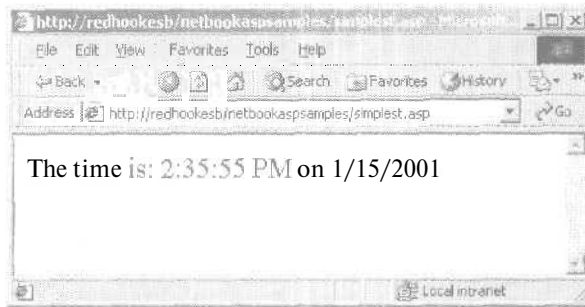 http://redhookesb/netbookaspsamples/simplest.asp - Microsoft
File Edit View Favorites Tools Help
Back Search Favorites History »
Address http://redhookesb/netbookaspsamples/simplest.asp Go
The time is: 2:35:55 PM on 1/15/2001
Local intranet